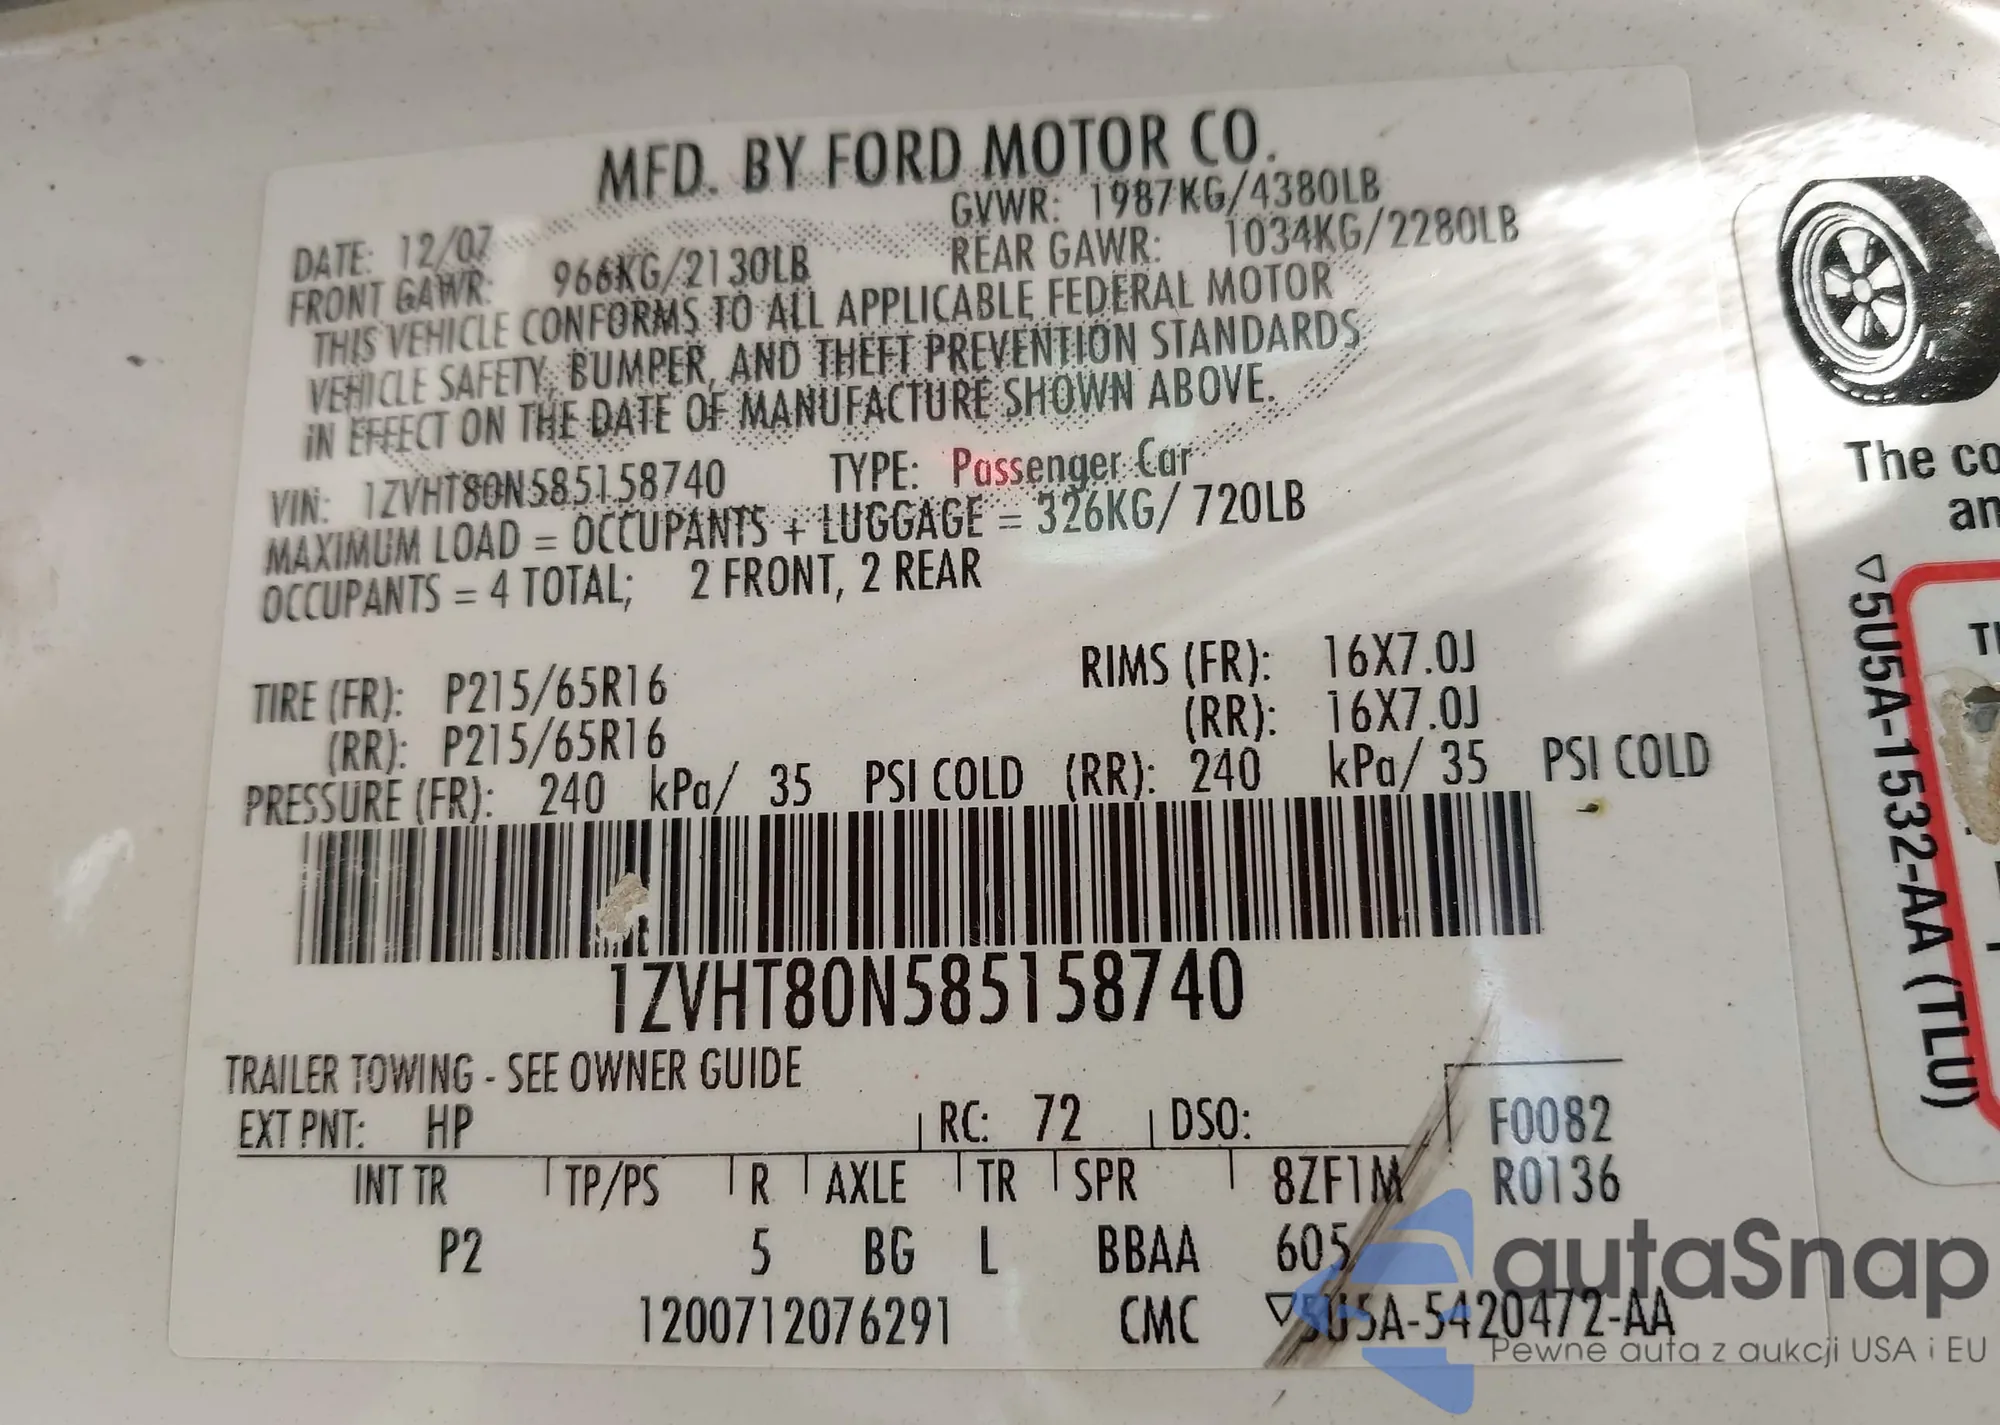 MFD. BY FORD MOTOR CO.
DATE: 12/07 GVWR: 1987KG/4380LB
FRONT GAWR: 966KG/2130LB REAR GAWR: 1034KG/2280LB
THIS VEHICLE CONFORMS TO ALL APPLICABLE FEDERAL MOTOR
VEHICLE SAFETY, BUMPER, AND THEFT PREVENTION STANDARDS
IN EFFECT ON THE DATE OF MANUFACTURE SHOWN ABOVE.
VIN: 1ZVHT80N585158740 TYPE: Passenger Car
MAXIMUM LOAD = OCCUPANTS + LUGGAGE = 326KG/ 720LB
OCCUPANTS = 4 TOTAL; 2 FRONT, 2 REAR
TIRE (FR): P215/65R16 RIMS (FR): 16X7.0J
(RR): P215/65R16 (RR): 16X7.0J
PRESSURE (FR): 240 kPa/ 35 PSI COLD (RR): 240 kPa/ 35 PSI COLD
1ZVHT80N585158740
TRAILER TOWING - SEE OWNER GUIDE
EXT PNT: HP RC: 72 DSO: F0082
INT TR TP/PS R AXLE TR SPR 8ZF1M R0136
P2 5 BG L BBAA 605
1200712076291 CMC ▽5U5A-5420472-AA
The co
an
▽5U5A-1532-AA (TLU)
autaSnap
Pewne auta z aukcji USA i EU